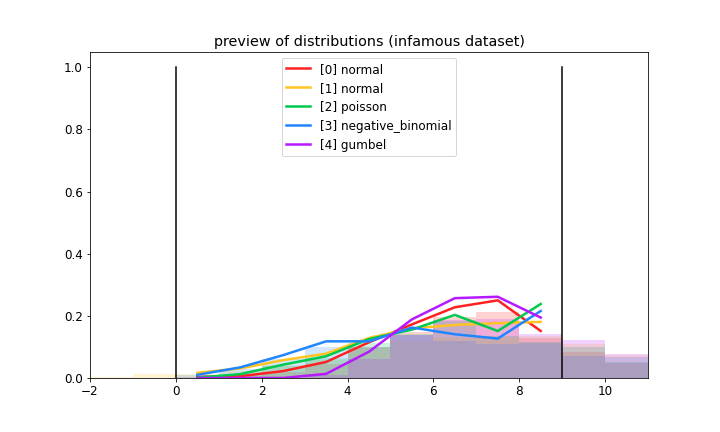 preview of distributions (infamous dataset)
1.0
0.8
0.6
0.4
0.2
0.0
[0] normal
[1] normal
[2] poisson
[3] negative_binomial
[4] gumbel
−2 0 2 4 6 8 10